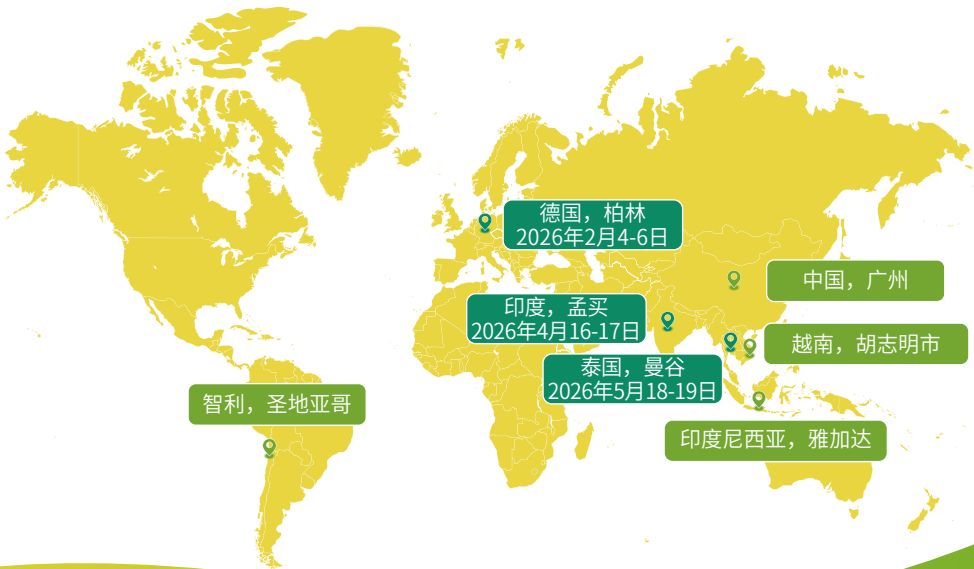 德国，柏林
2026年2月4-6日
中国，广州
印度，孟买
2026年4月16-17日
越南，胡志明市
泰国，曼谷
2026年5月18-19日
智利，圣地亚哥
印度尼西亚，雅加达